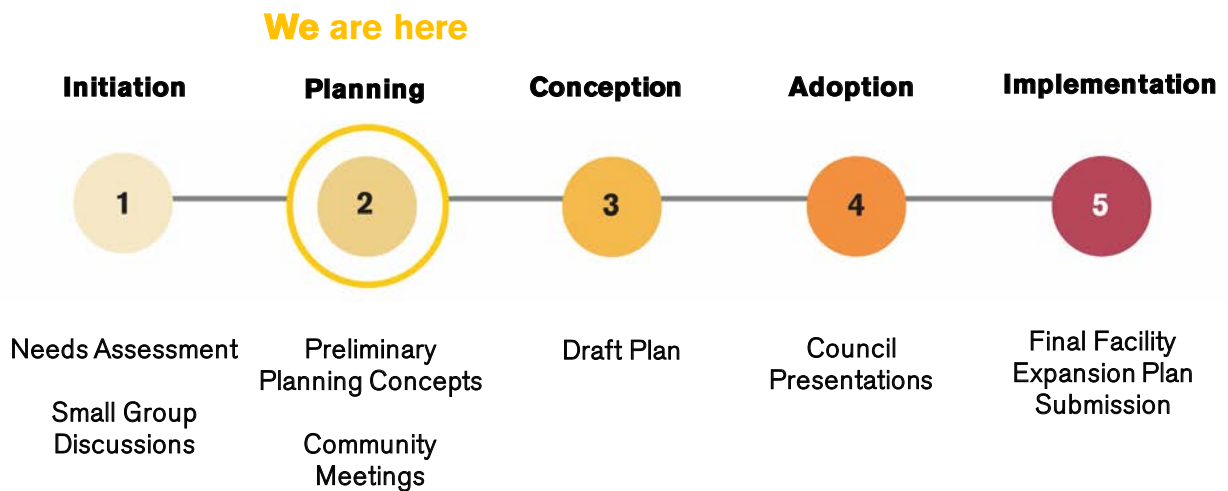 We are here
Initiation
Planning
Conception
Adoption
Implementation
1
2
3
4
5
Needs Assessment
Small Group
Discussions
Preliminary
Planning Concepts
Community
Meetings
Draft Plan
Council
Presentations
Final Facility
Expansion Plan
Submission